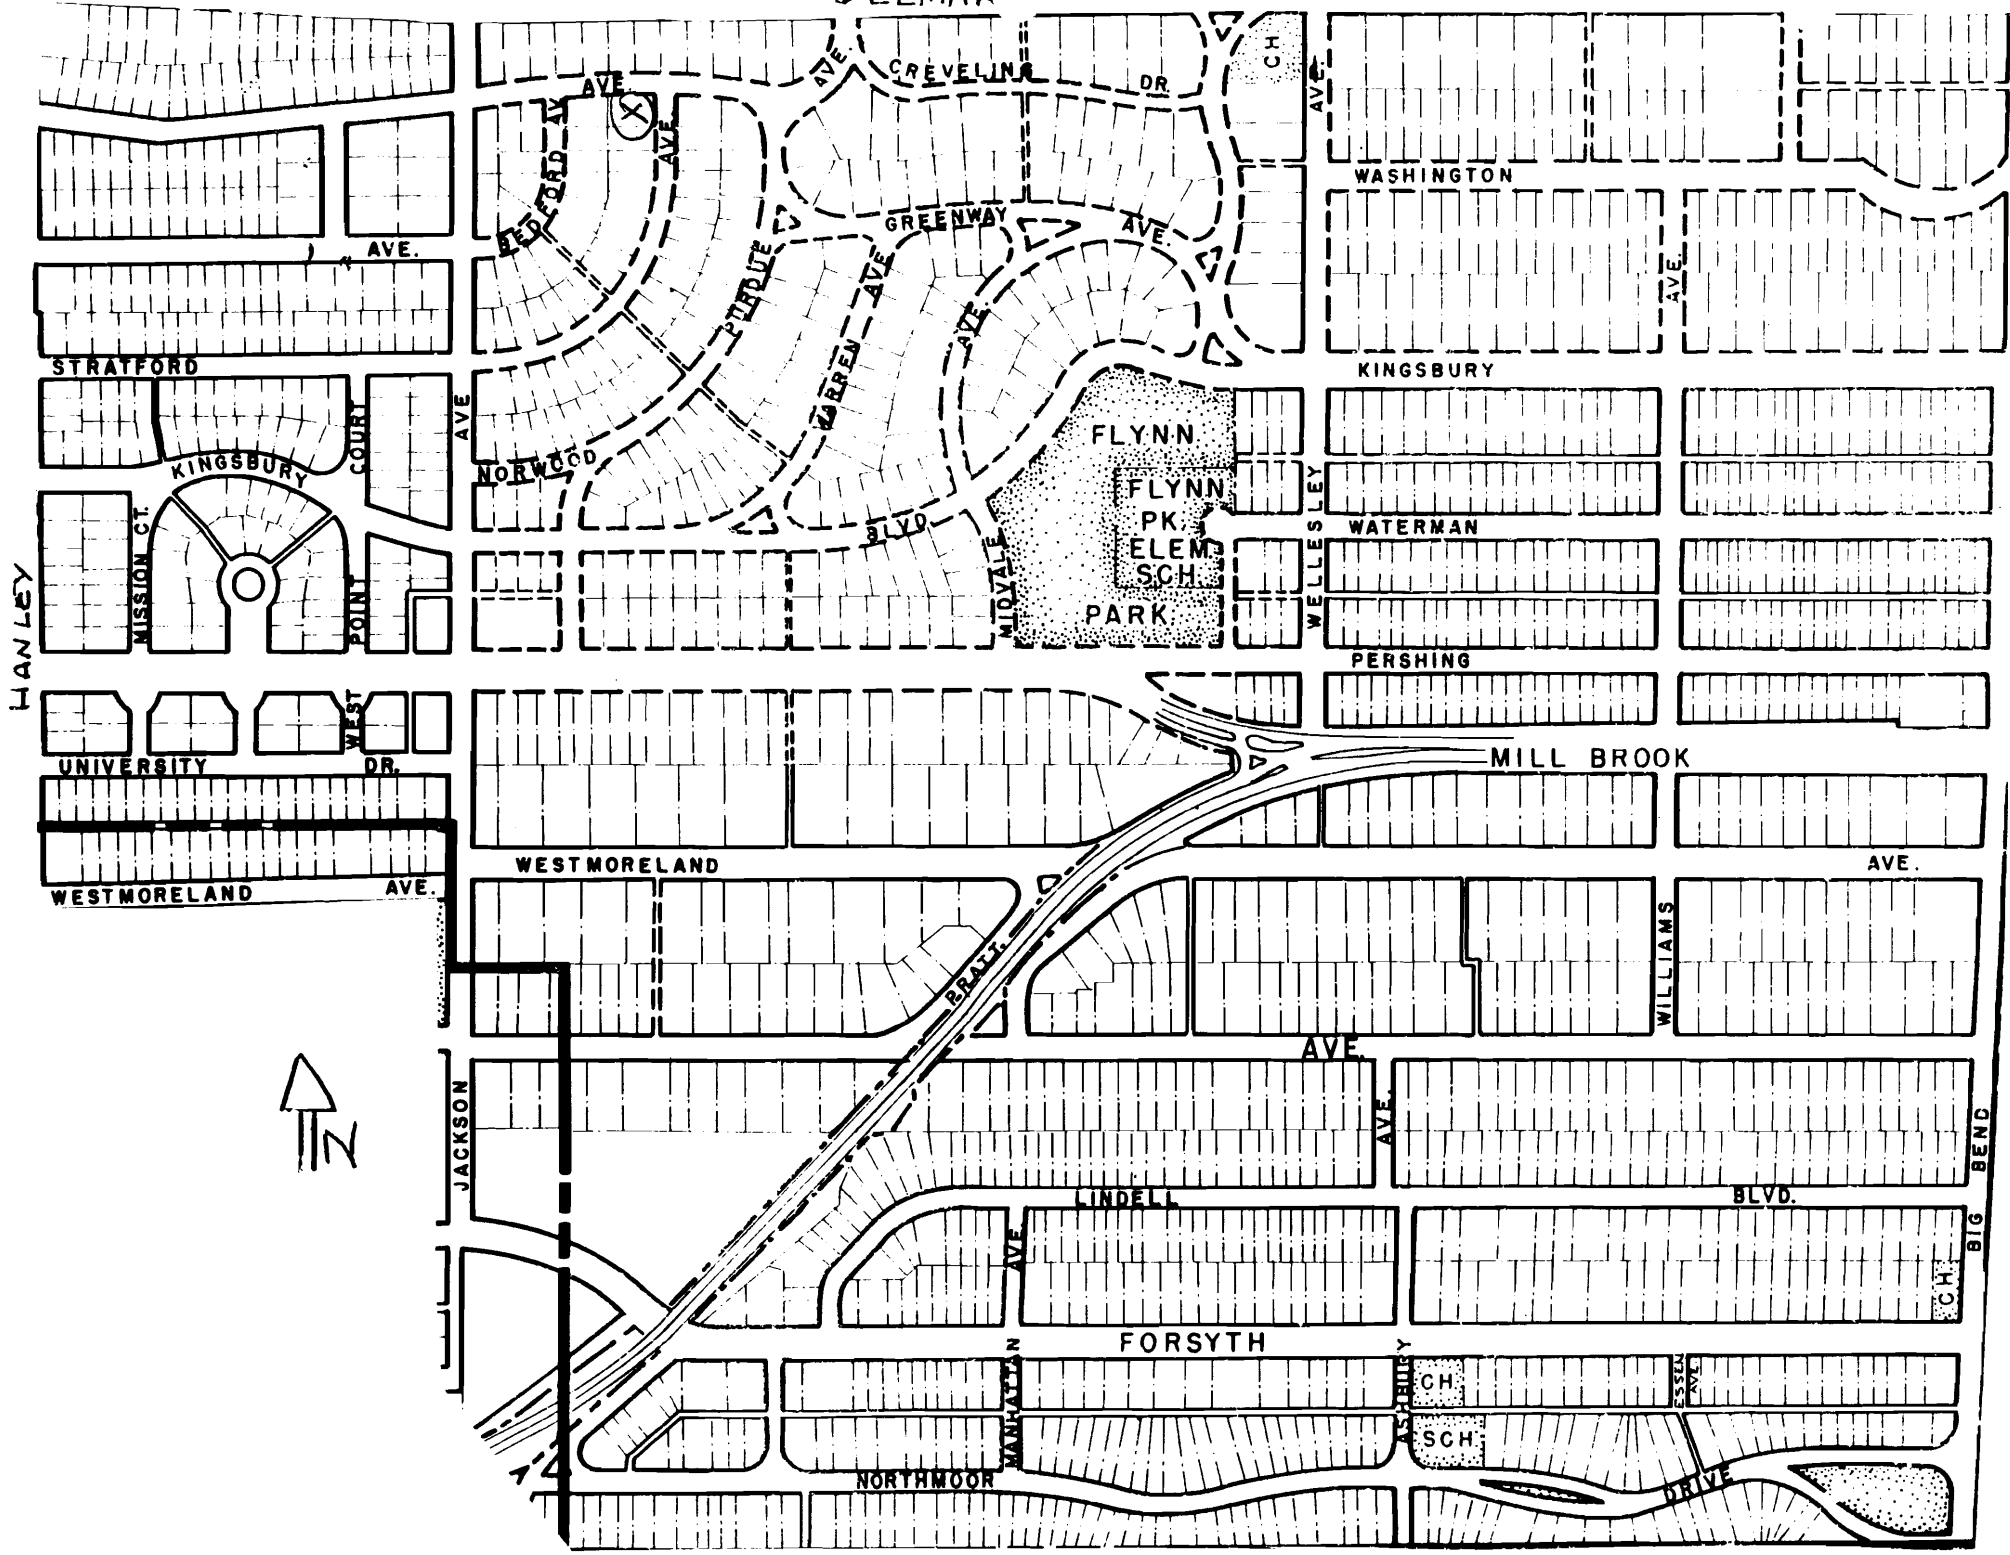 CH
AVE.
CREVELING
DR.
AVE.
AVE.
X
BEDFORD AV.
AVE.
WASHINGTON
GREENWAY
AVE.
AVE.
PURDUE
WARREN AVE.
AVE.
AVE.
STRATFORD
KINGSBURY
COURT
AVE
FLYNN
KINGSBURY
NORWOOD
FLYNN
PK.
ELEM
SCH.
PARK
WATERMAN
BLVD.
MISSION CT.
POINT
MIDVALE
WELLESLEY
HANLEY
PERSHING
WEST
UNIVERSITY
DR.
MILL BROOK
WESTMORELAND
AVE.
WESTMORELAND
AVE.
WILLIAMS
PRATT.
AVE.
N
JACKSON
AVE.
BIG BEND
LINDELL
BLVD.
AVE
CH.
FORSYTH
MANHATTAN
ASHBURY
CH
ESSEN
AVE
SCH
NORTHMOOR
DRIVE